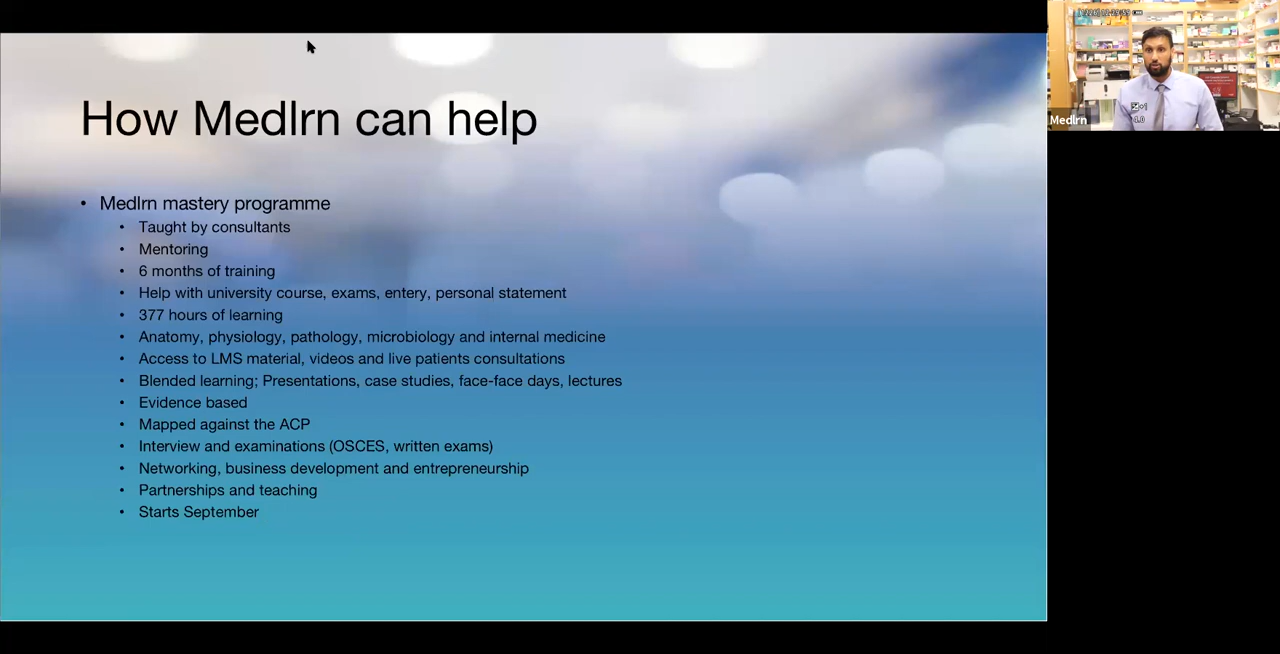 How Medlrn can help
• Medlrn mastery programme
• Taught by consultants
• Mentoring
• 6 months of training
• Help with university course, exams, entery, personal statement
• 377 hours of learning
• Anatomy, physiology, pathology, microbiology and internal medicine
• Access to LMS material, videos and live patients consultations
• Blended learning; Presentations, case studies, face-face days, lectures
• Evidence based
• Mapped against the ACP
• Interview and examinations (OSCES, written exams)
• Networking, business development and entrepreneurship
• Partnerships and teaching
• Starts September
Medlrn